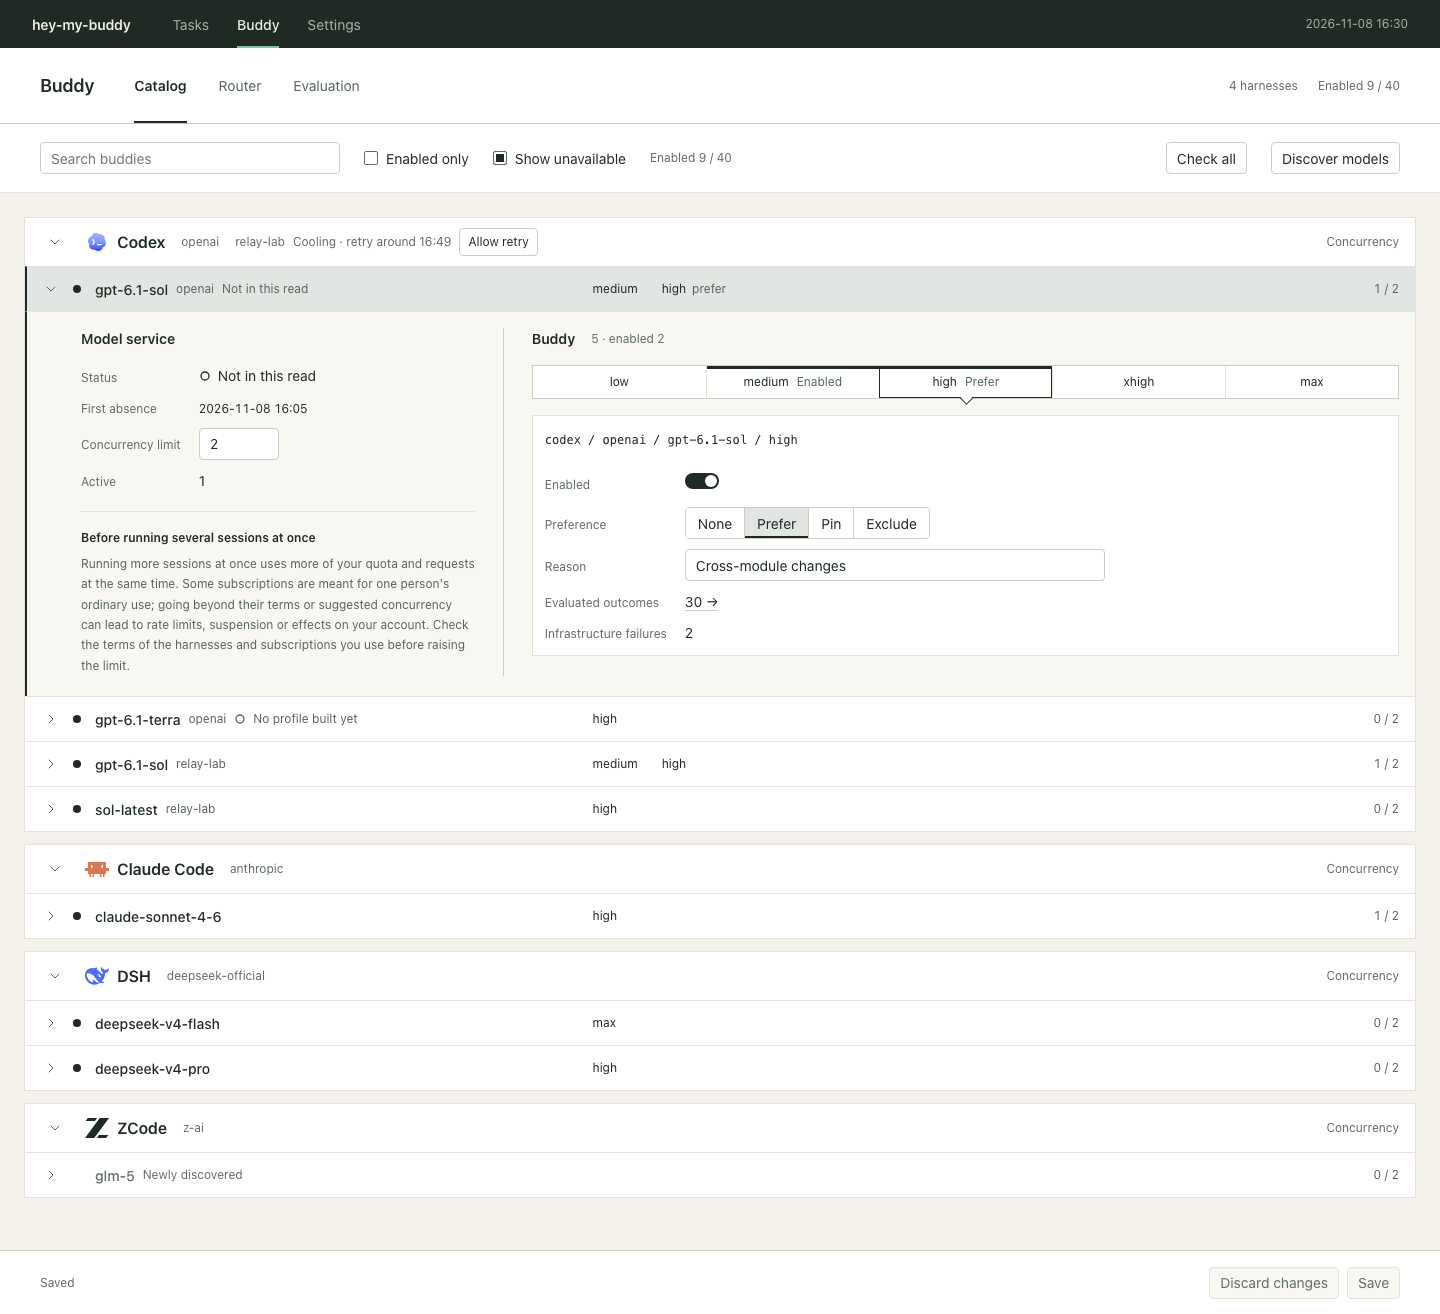 hey-my-buddy Tasks Buddy Settings 2026-11-08 16:30
Buddy Catalog Router Evaluation 4 harnesses Enabled 9 / 40
Search buddies Enabled only Show unavailable Enabled 9 / 40 Check all Discover models
Codex openai relay-lab Cooling · retry around 16:49 Allow retry Concurrency
gpt-6.1-sol openai Not in this read medium high prefer 1 / 2
Model service
Status Not in this read
First absence 2026-11-08 16:05
Concurrency limit 2
Active 1
Before running several sessions at once
Running more sessions at once uses more of your quota and requests
at the same time. Some subscriptions are meant for one person's
ordinary use; going beyond their terms or suggested concurrency
can lead to rate limits, suspension or effects on your account. Check
the terms of the harnesses and subscriptions you use before raising
the limit.
Buddy 5 · enabled 2
low medium Enabled high Prefer xhigh max
codex / openai / gpt-6.1-sol / high
Enabled
Preference None Prefer Pin Exclude
Reason Cross-module changes
Evaluated outcomes 30 →
Infrastructure failures 2
gpt-6.1-terra openai No profile built yet high 0 / 2
gpt-6.1-sol relay-lab medium high 1 / 2
sol-latest relay-lab high 0 / 2
Claude Code anthropic Concurrency
claude-sonnet-4-6 high 1 / 2
DSH deepseek-official Concurrency
deepseek-v4-flash max 0 / 2
deepseek-v4-pro high 0 / 2
ZCode z-ai Concurrency
glm-5 Newly discovered 0 / 2
Saved Discard changes Save